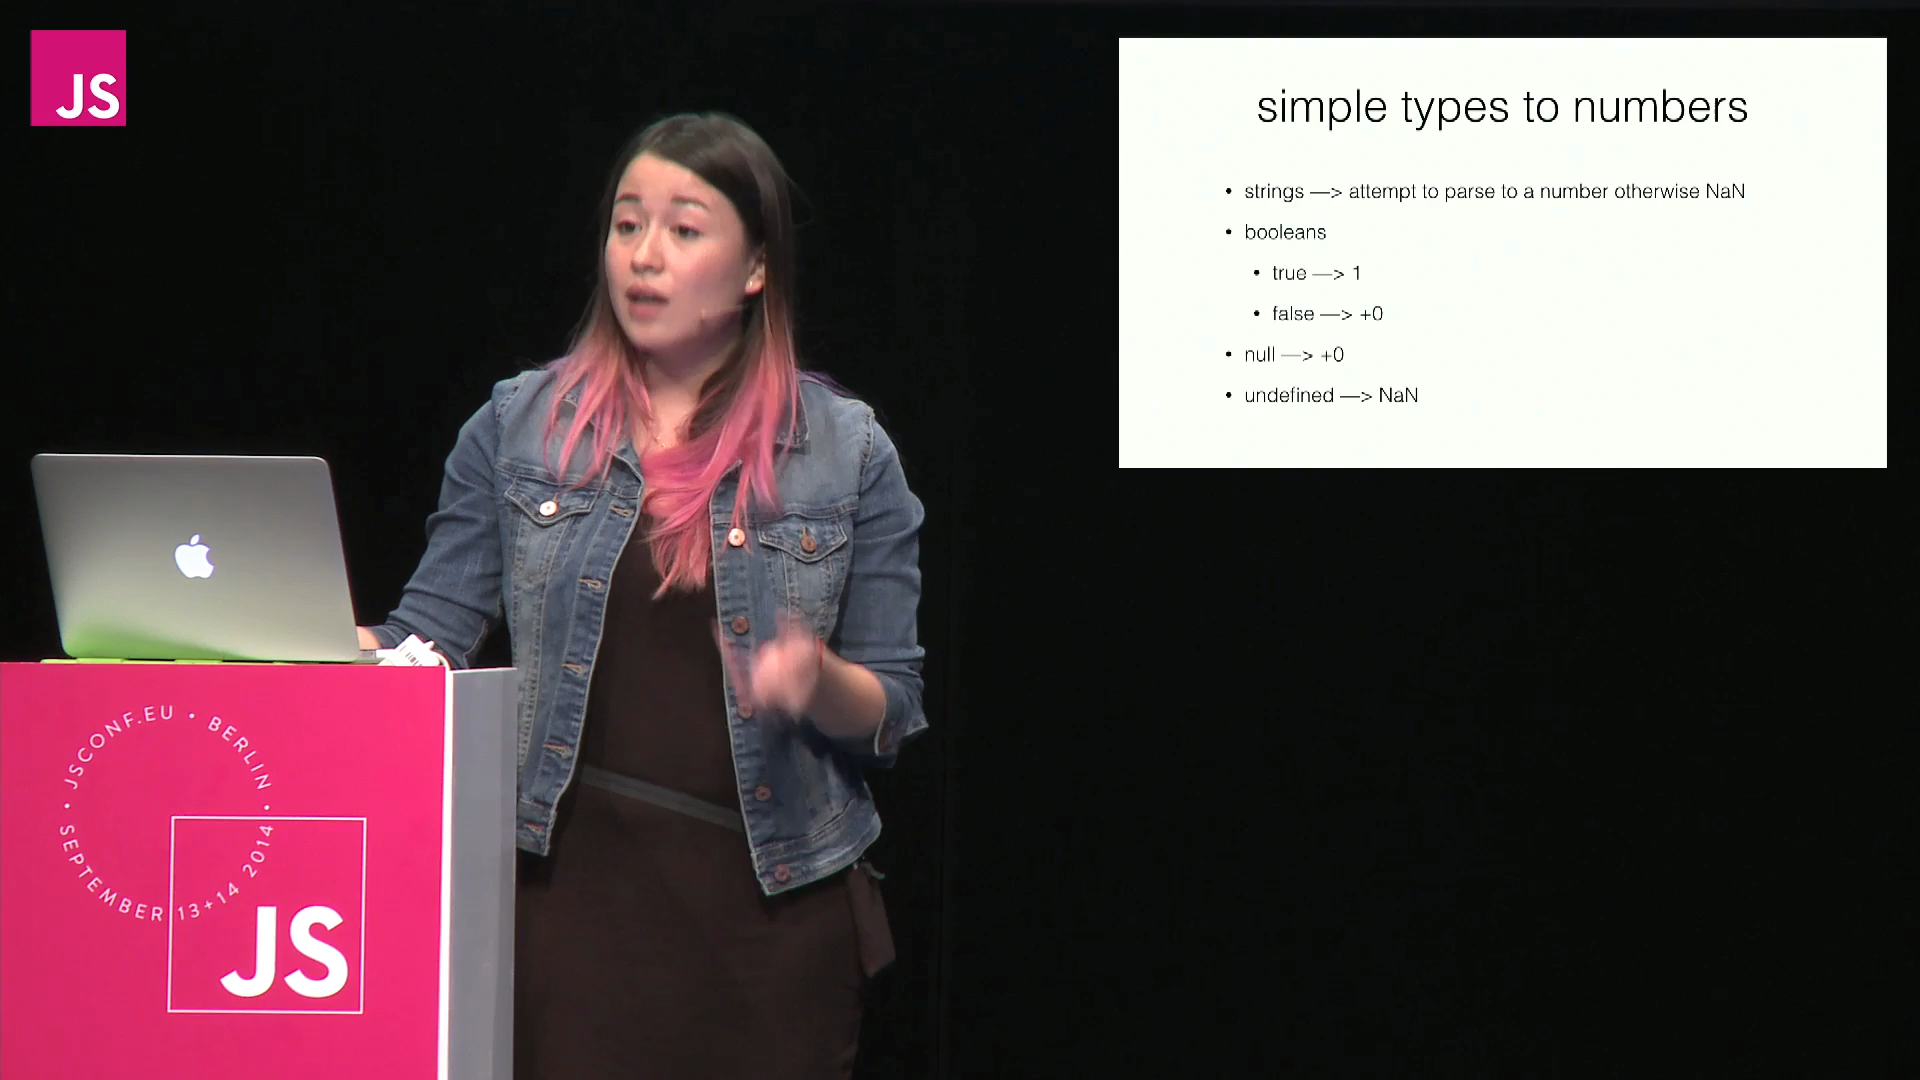 JS
simple types to numbers
• strings —> attempt to parse to a number otherwise NaN
• booleans
• true —> 1
• false —> +0
• null —> +0
• undefined —> NaN
• JSCONF.EU • BERLIN • SEPTEMBER 13+14 2014
JS